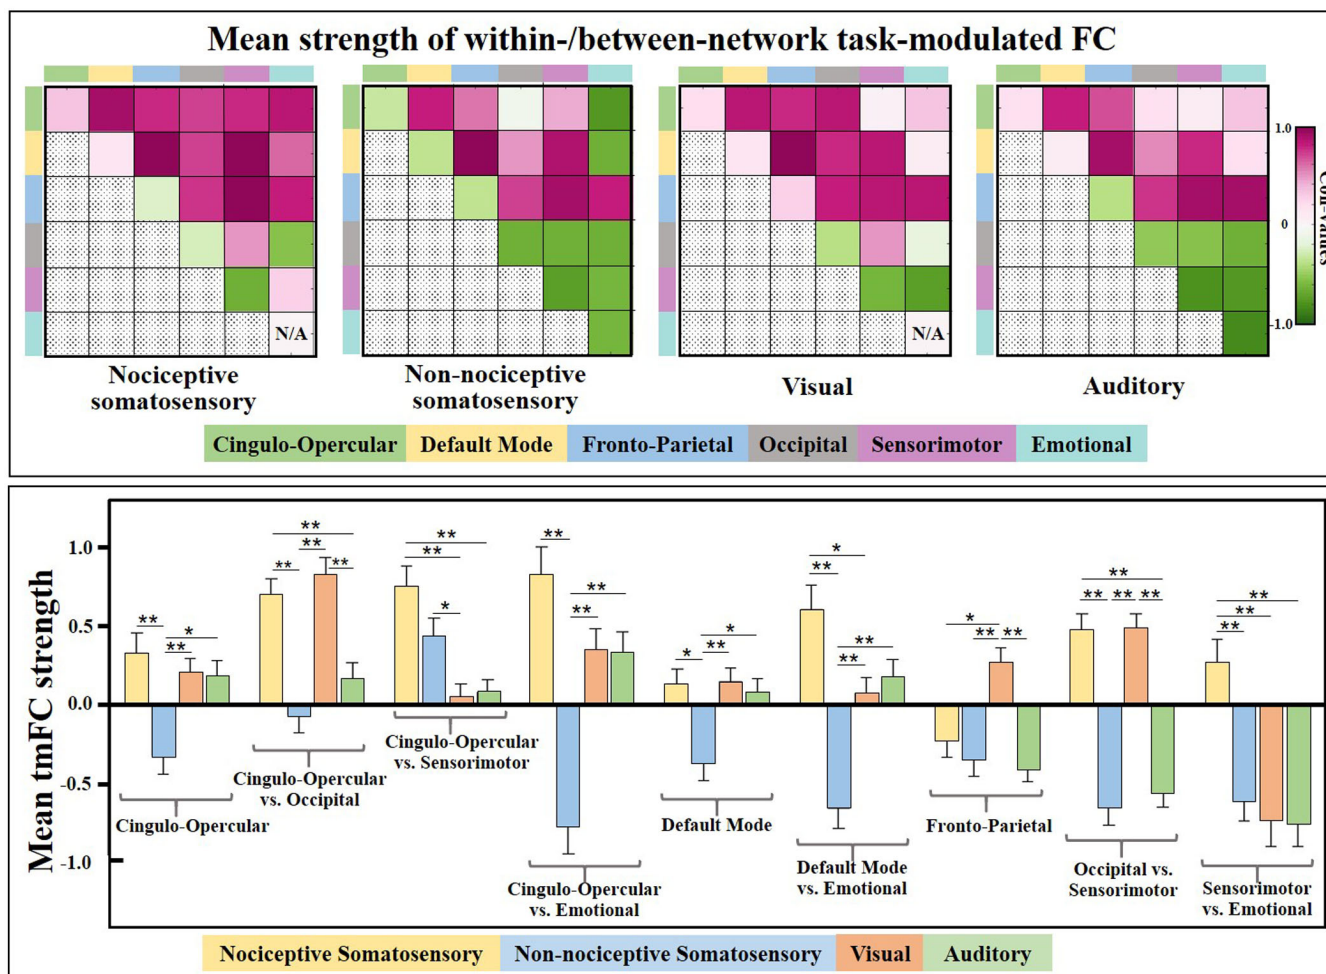 Mean strength of within-/between-network task-modulated FC
N/A
N/A
1.0
0
-1.0
Nociceptive
somatosensory
Non-nociceptive
somatosensory
Visual
Auditory
Cingulo-Opercular Default Mode Fronto-Parietal Occipital Sensorimotor Emotional
Mean tmFC strength
1.0
0.5
0.0
-0.5
-1.0
** ** *
** ** ** **
** ** *
** ** **
* ** *
* ** ** **
* ** **
** ** ** **
** ** **
Cingulo-Opercular
Cingulo-Opercular
vs. Occipital
Cingulo-Opercular
vs. Sensorimotor
Cingulo-Opercular
vs. Emotional
Default Mode
Default Mode
vs. Emotional
Fronto-Parietal
Occipital vs.
Sensorimotor
Sensorimotor
vs. Emotional
Nociceptive Somatosensory Non-nociceptive Somatosensory Visual Auditory